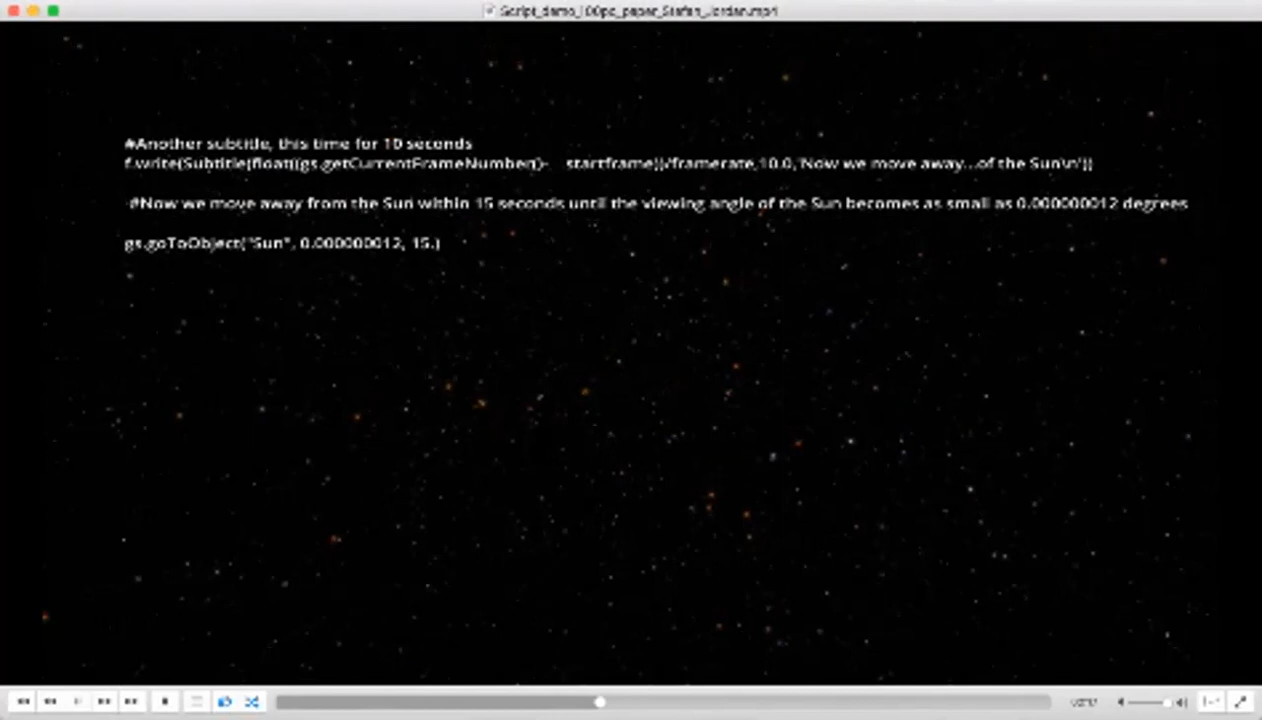 Script_demo_100pc_paper_Stefan_Jordan.mp4
#Another subtitle, this time for 10 seconds
f.write(Subtitle(float((gs.getCurrentFrameNumber()- startframe))/framerate,10.0,'Now we move away...of the Sun\n'))
#Now we move away from the Sun within 15 seconds until the viewing angle of the Sun becomes as small as 0.000000012 degrees
gs.goToObject("Sun", 0.000000012, 15.)